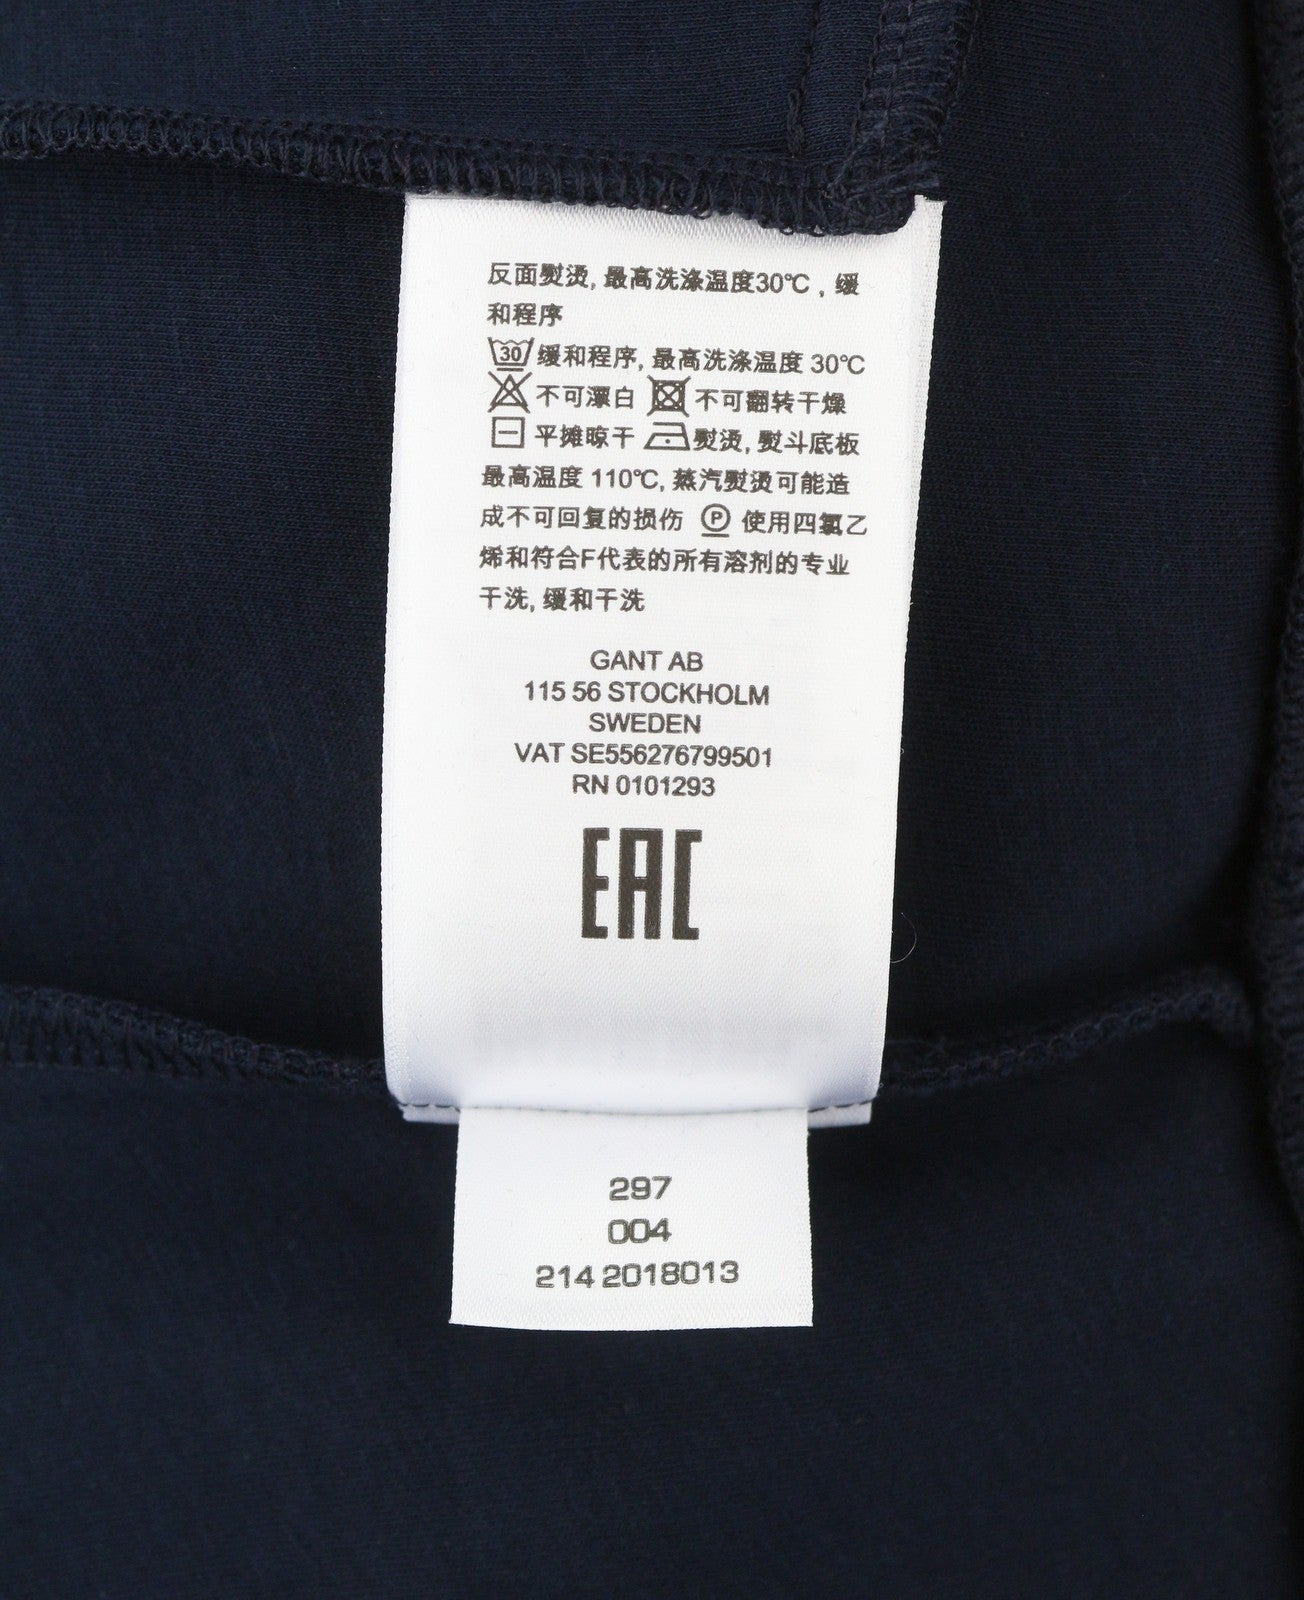 反面熨烫, 最高洗涤温度30℃ , 缓
和程序
30 缓和程序, 最高洗涤温度 30℃
不可漂白 不可翻转干燥
平摊晾干 熨烫, 熨斗底板
最高温度 110℃, 蒸汽熨烫可能造
成不可回复的损伤 P 使用四氯乙
烯和符合F代表的所有溶剂的专业
干洗, 缓和干洗
GANT AB
115 56 STOCKHOLM
SWEDEN
VAT SE556276799501
RN 0101293
EAC
297
004
214 2018013